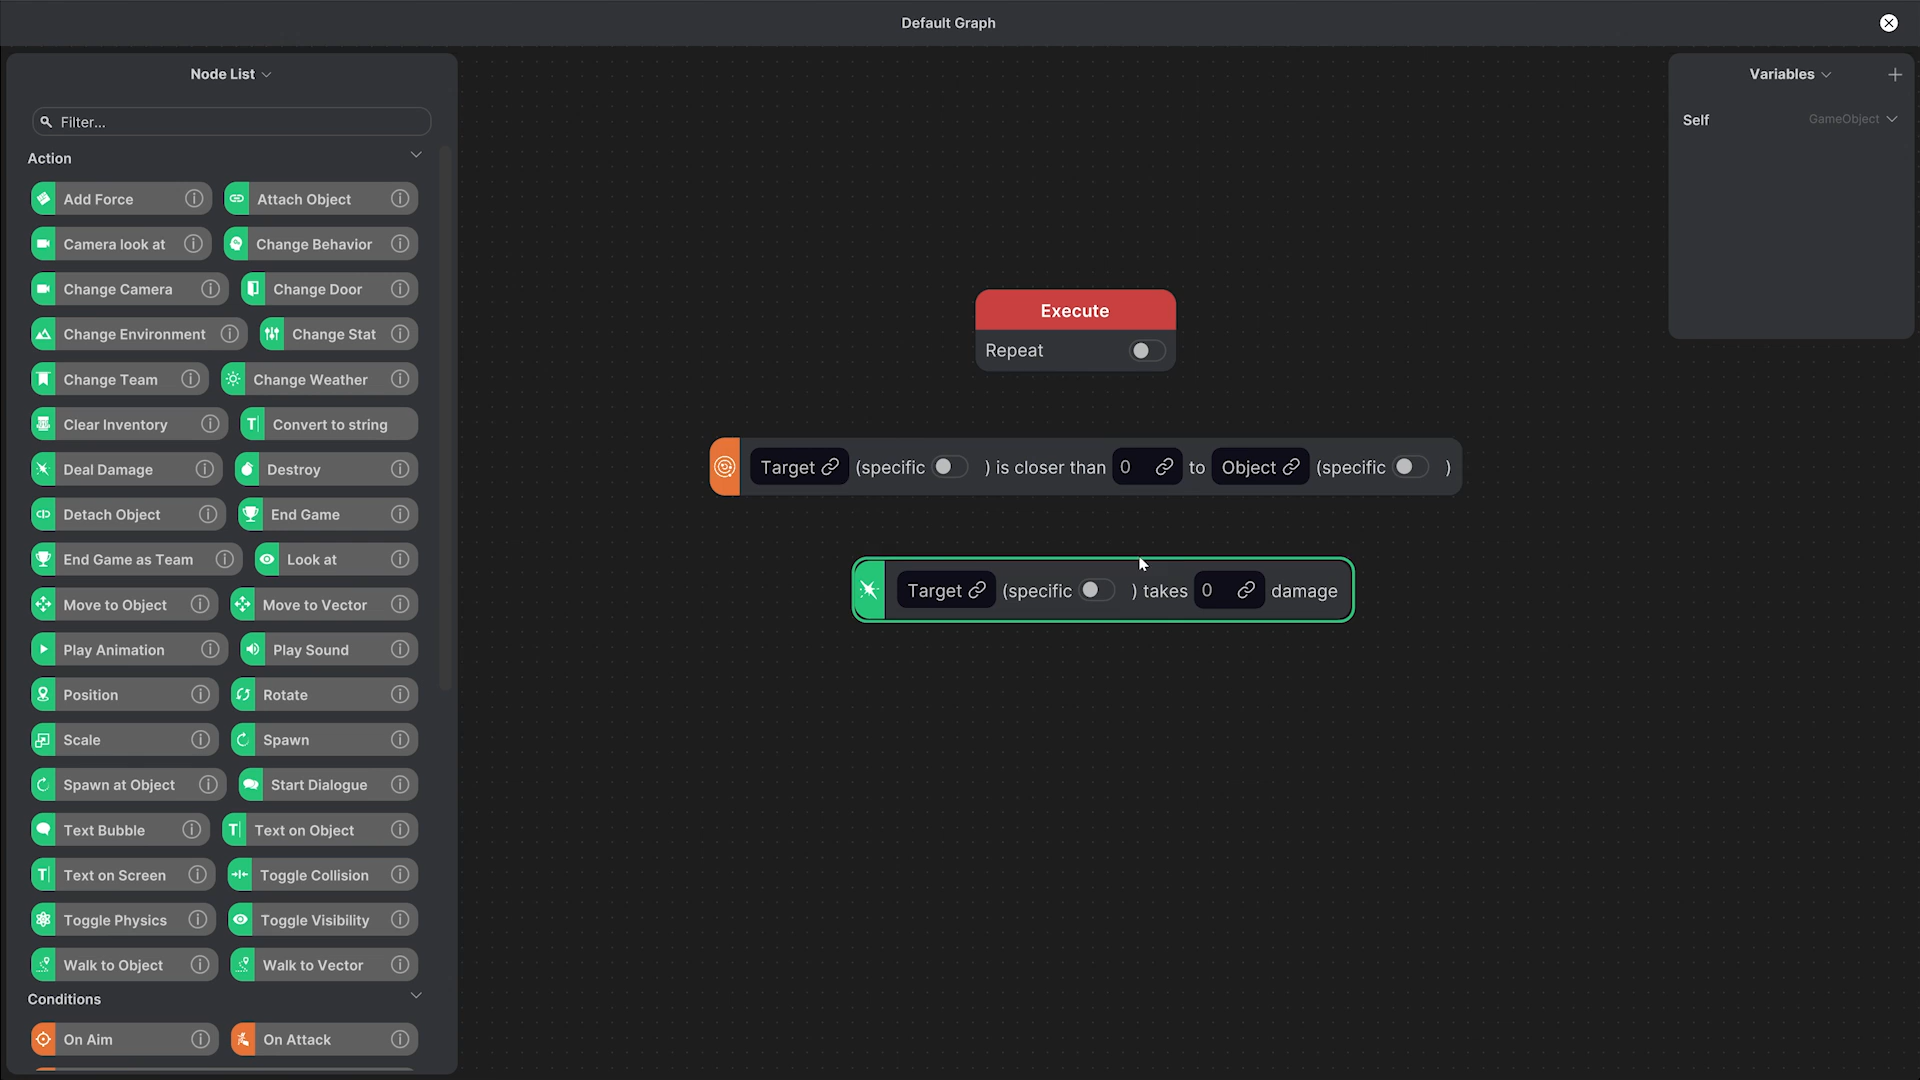 Default Graph
Node List
Filter...
Action
Add Force
Attach Object
Camera look at
Change Behavior
Change Camera
Change Door
Change Environment
Change Stat
Change Team
Change Weather
Clear Inventory
Convert to string
Deal Damage
Destroy
Detach Object
End Game
End Game as Team
Look at
Move to Object
Move to Vector
Play Animation
Play Sound
Position
Rotate
Scale
Spawn
Spawn at Object
Start Dialogue
Text Bubble
Text on Object
Text on Screen
Toggle Collision
Toggle Physics
Toggle Visibility
Walk to Object
Walk to Vector
Conditions
On Aim
On Attack
Execute
Repeat
Target (specific ) is closer than 0 to Object (specific )
Target (specific ) takes 0 damage
Variables
Self GameObject